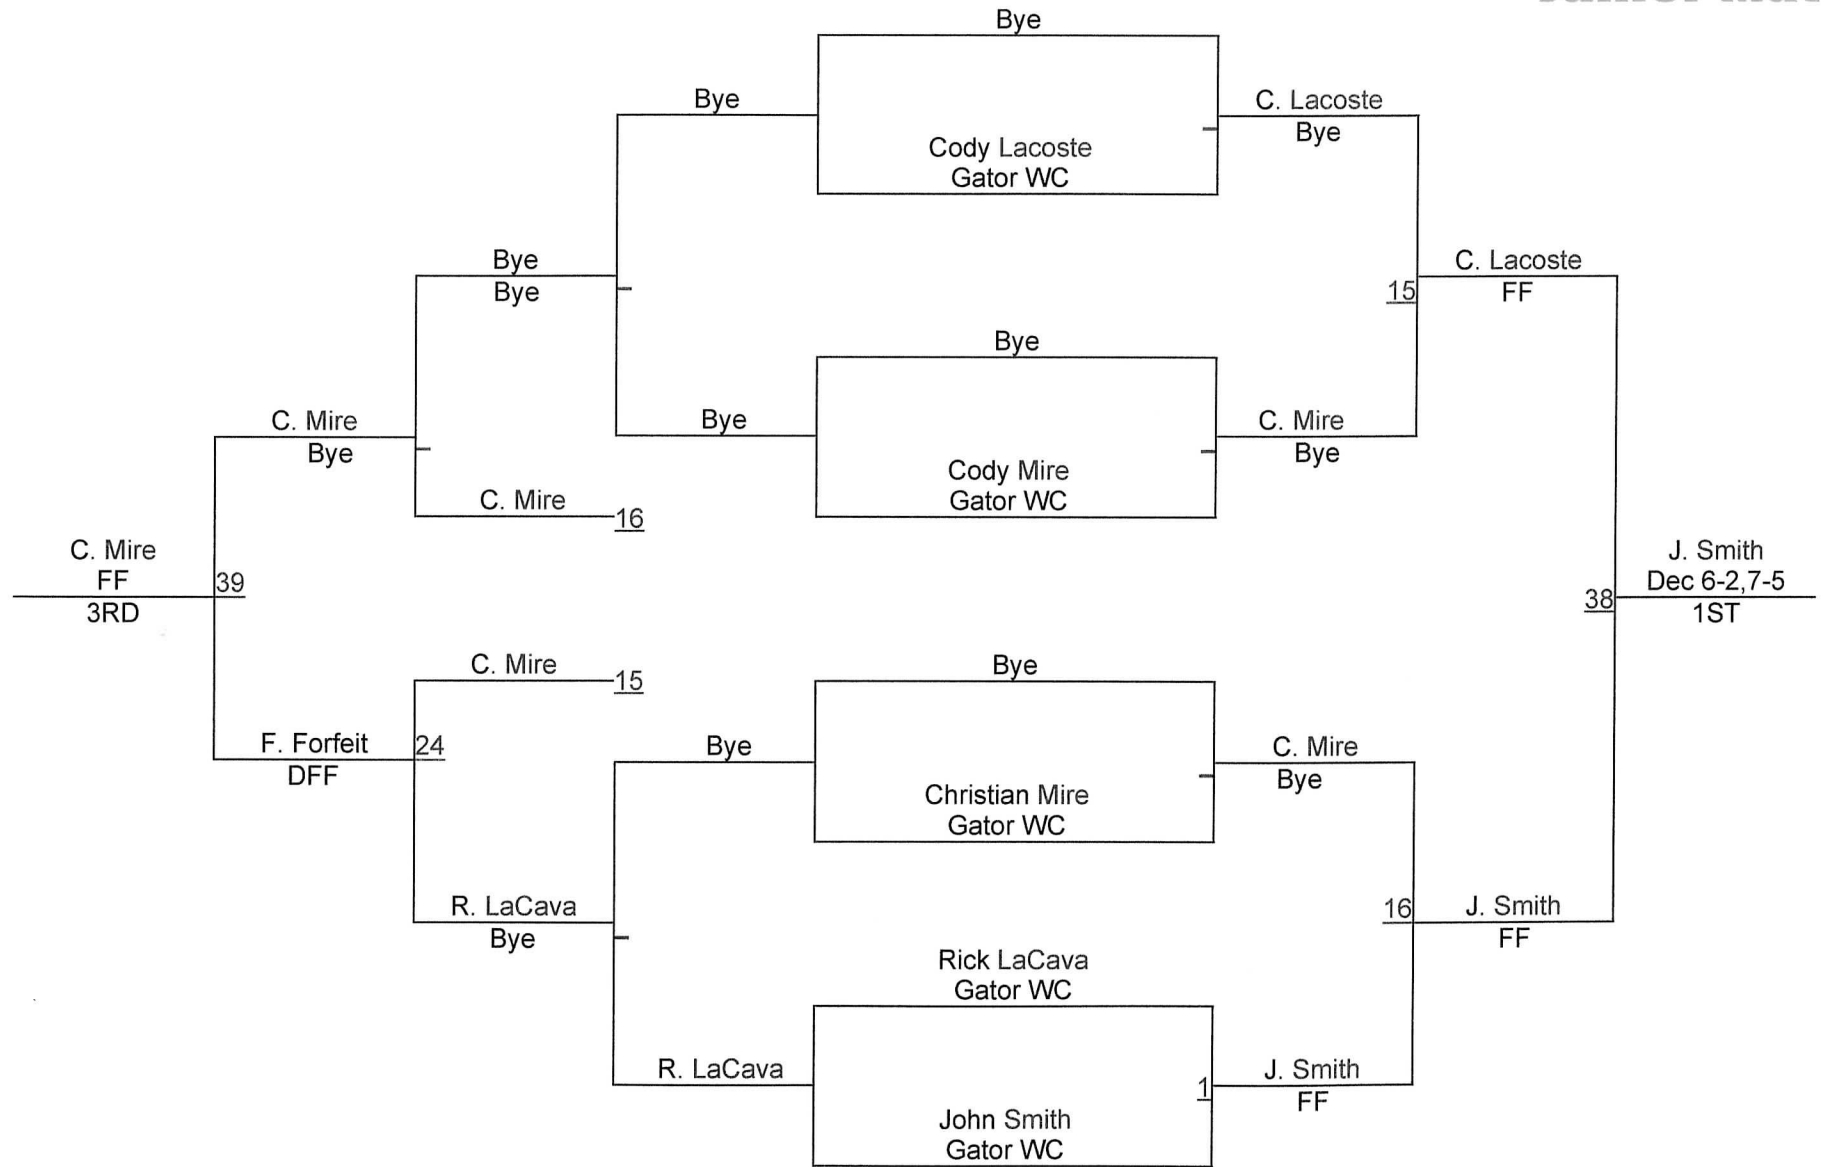 Bye
Bye
C. Lacoste
Bye
Cody Lacoste
Gator WC
Bye
Bye
C. Lacoste
FF
15
Bye
C. Mire
Bye
Bye
C. Mire
Bye
Cody Mire
Gator WC
C. Mire
16
C. Mire
FF
39
3RD
J. Smith
Dec 6-2,7-5
38
1ST
C. Mire
15
Bye
F. Forfeit
24
DFF
Bye
C. Mire
Bye
Christian Mire
Gator WC
R. LaCava
Bye
16
J. Smith
FF
Rick LaCava
Gator WC
R. LaCava
1
J. Smith
FF
John Smith
Gator WC